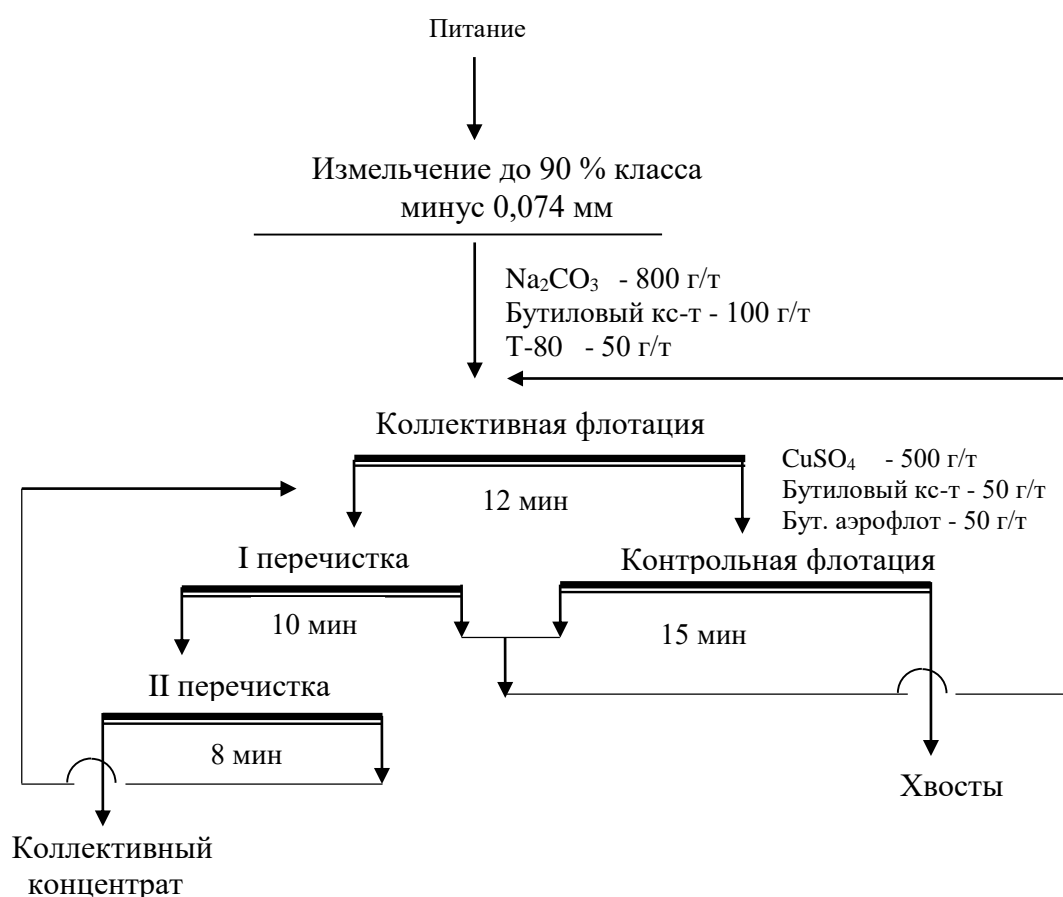 Питание
Измельчение до 90 % класса
минус 0,074 мм
Na₂CO₃ - 800 г/т
Бутиловый кс-т - 100 г/т
Т-80 - 50 г/т
Коллективная флотация
12 мин
CuSO₄ - 500 г/т
Бутиловый кс-т - 50 г/т
Бут. аэрофлот - 50 г/т
I перечистка
Контрольная флотация
10 мин
15 мин
II перечистка
8 мин
Хвосты
Коллективный
концентрат